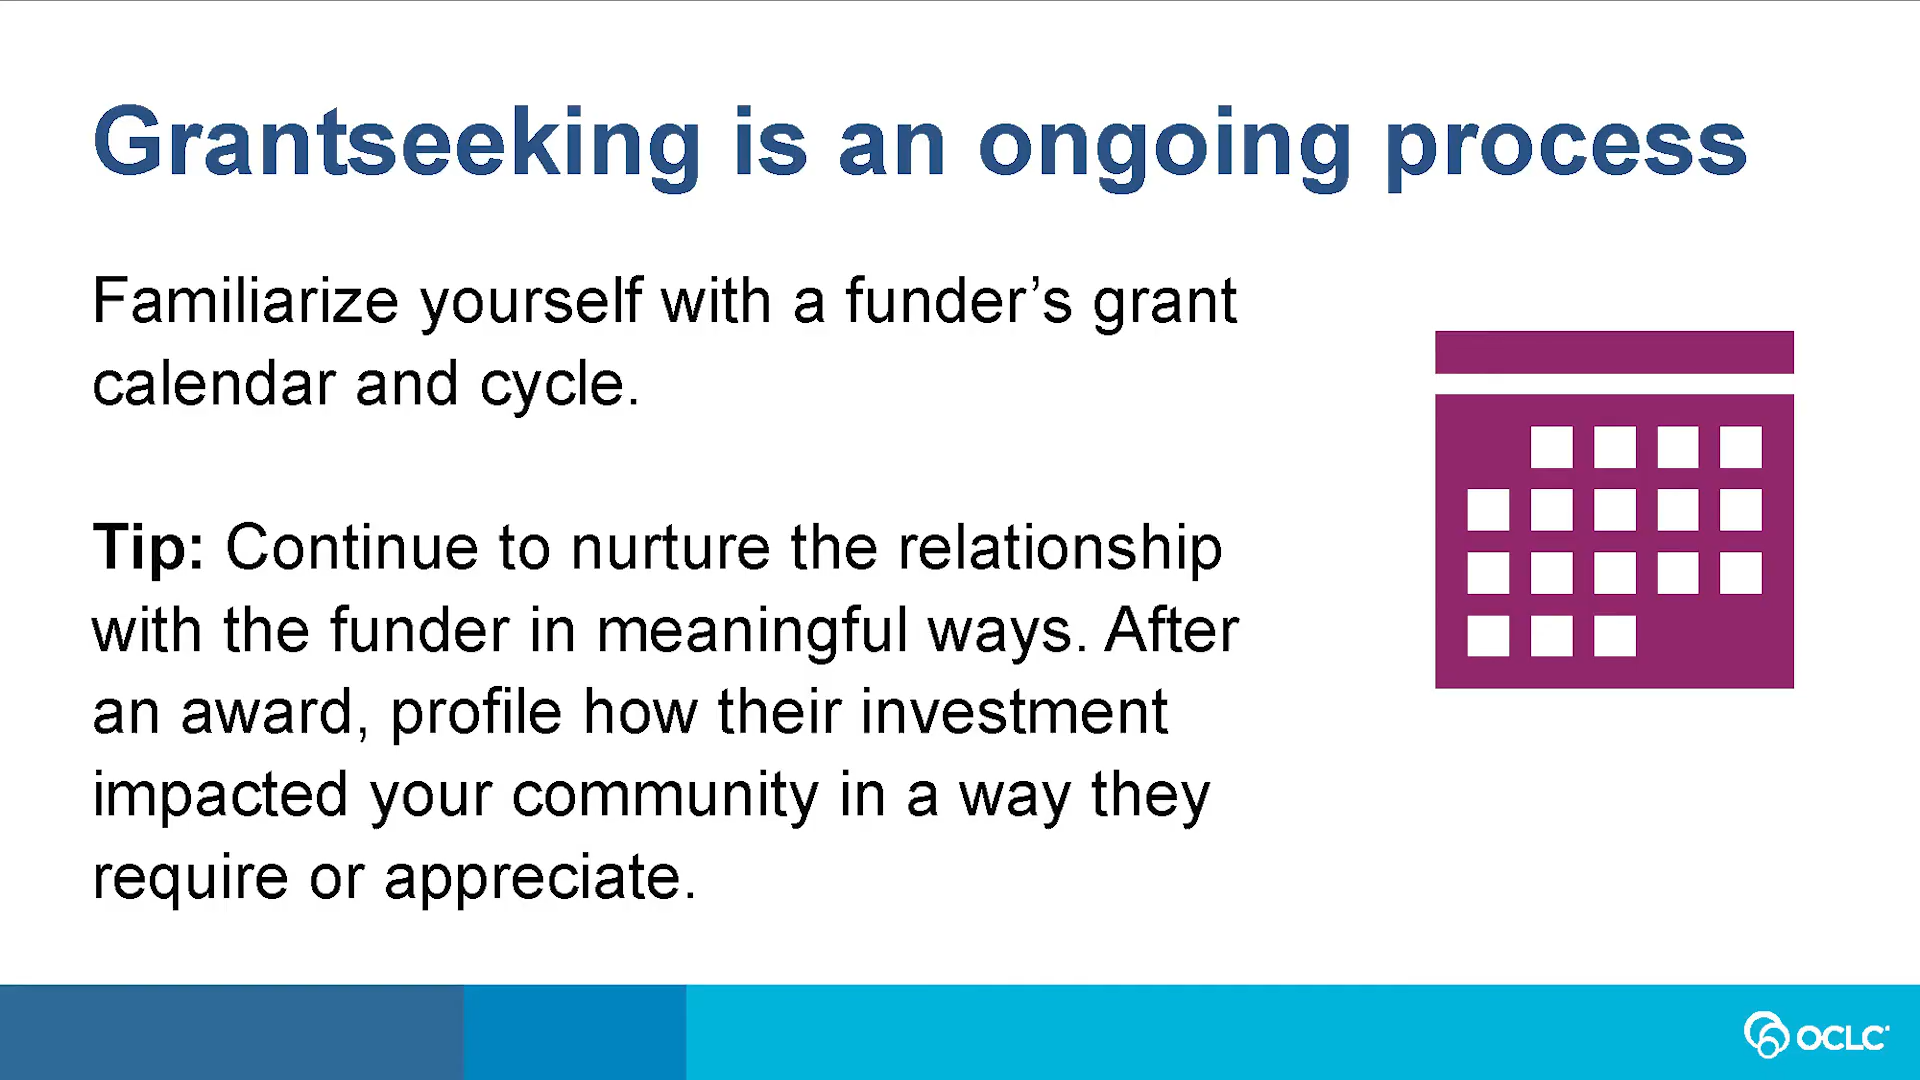 Grantseeking is an ongoing process
Familiarize yourself with a funder’s grant
calendar and cycle.
Tip: Continue to nurture the relationship
with the funder in meaningful ways. After
an award, profile how their investment
impacted your community in a way they
require or appreciate.
OCLC